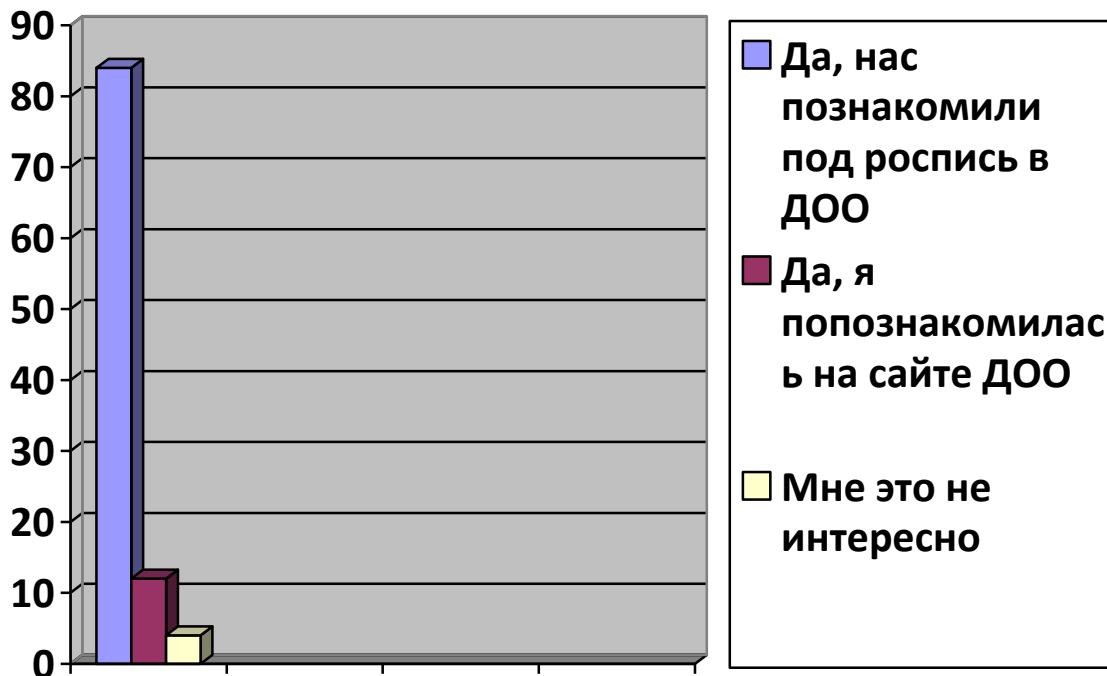 90
80
70
60
50
40
30
20
10
0
Да, нас
познакомили
под роспись в
ДОО
Да, я
попознакомилас
ь на сайте ДОО
Мне это не
интересно